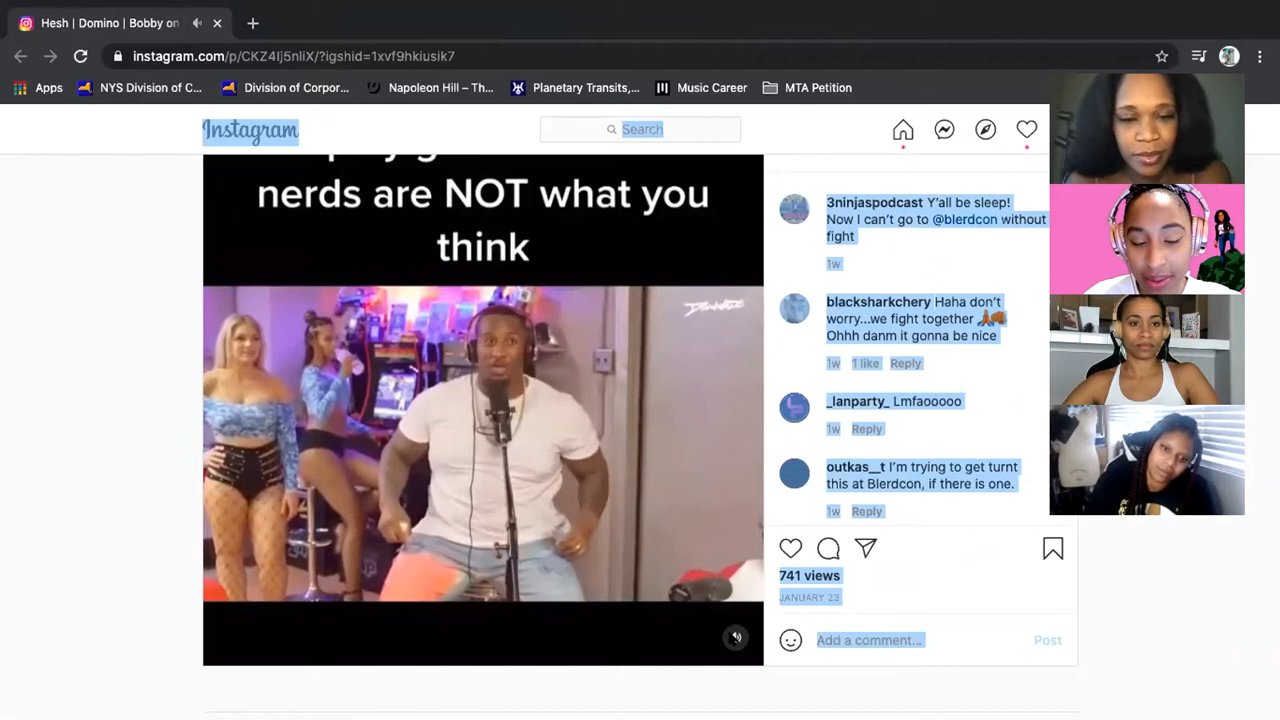 Hesh | Domino | Bobby on
instagram.com/p/CKZ4Ij5nliX/?igshid=1xvf9hkiusik7
Apps
NYS Division of C...
Division of Corpor...
Napoleon Hill – Th...
Planetary Transits,...
Music Career
MTA Petition
Instagram
Search
nerds are NOT what you
think
3ninjaspodcast Y'all be sleep!
Now I can't go to @blerdcon without
fight
1w
blacksharkchery Haha don't
worry...we fight together
Ohhh danm it gonna be nice
1w 1 like Reply
_lanparty_ Lmfaooooo
1w Reply
outkas__t I'm trying to get turnt
this at Blerdcon, if there is one.
1w Reply
741 views
JANUARY 23
Add a comment...
Post